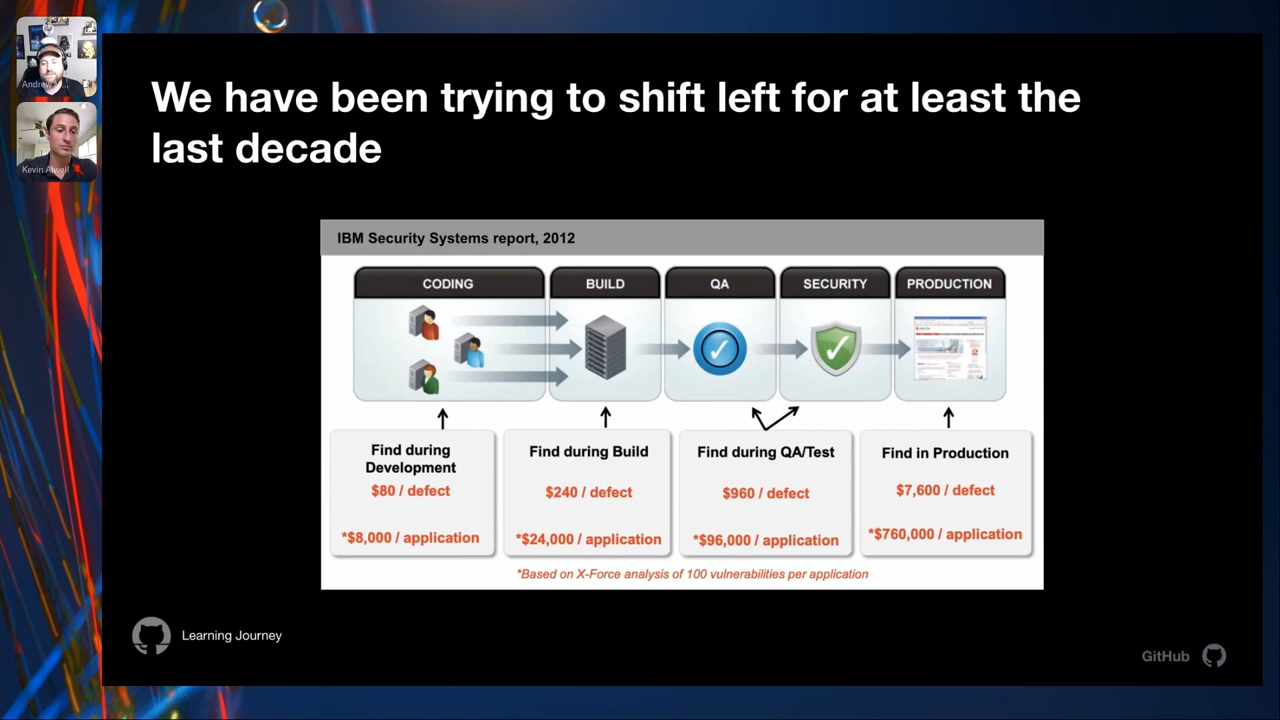 Andrew
Kevin Alwell
We have been trying to shift left for at least the
last decade
IBM Security Systems report, 2012
CODING
BUILD
QA
SECURITY
PRODUCTION
Find during
Development
$80 / defect
*$8,000 / application
Find during Build
$240 / defect
*$24,000 / application
Find during QA/Test
$960 / defect
*$96,000 / application
Find in Production
$7,600 / defect
*$760,000 / application
*Based on X-Force analysis of 100 vulnerabilities per application
Learning Journey
GitHub